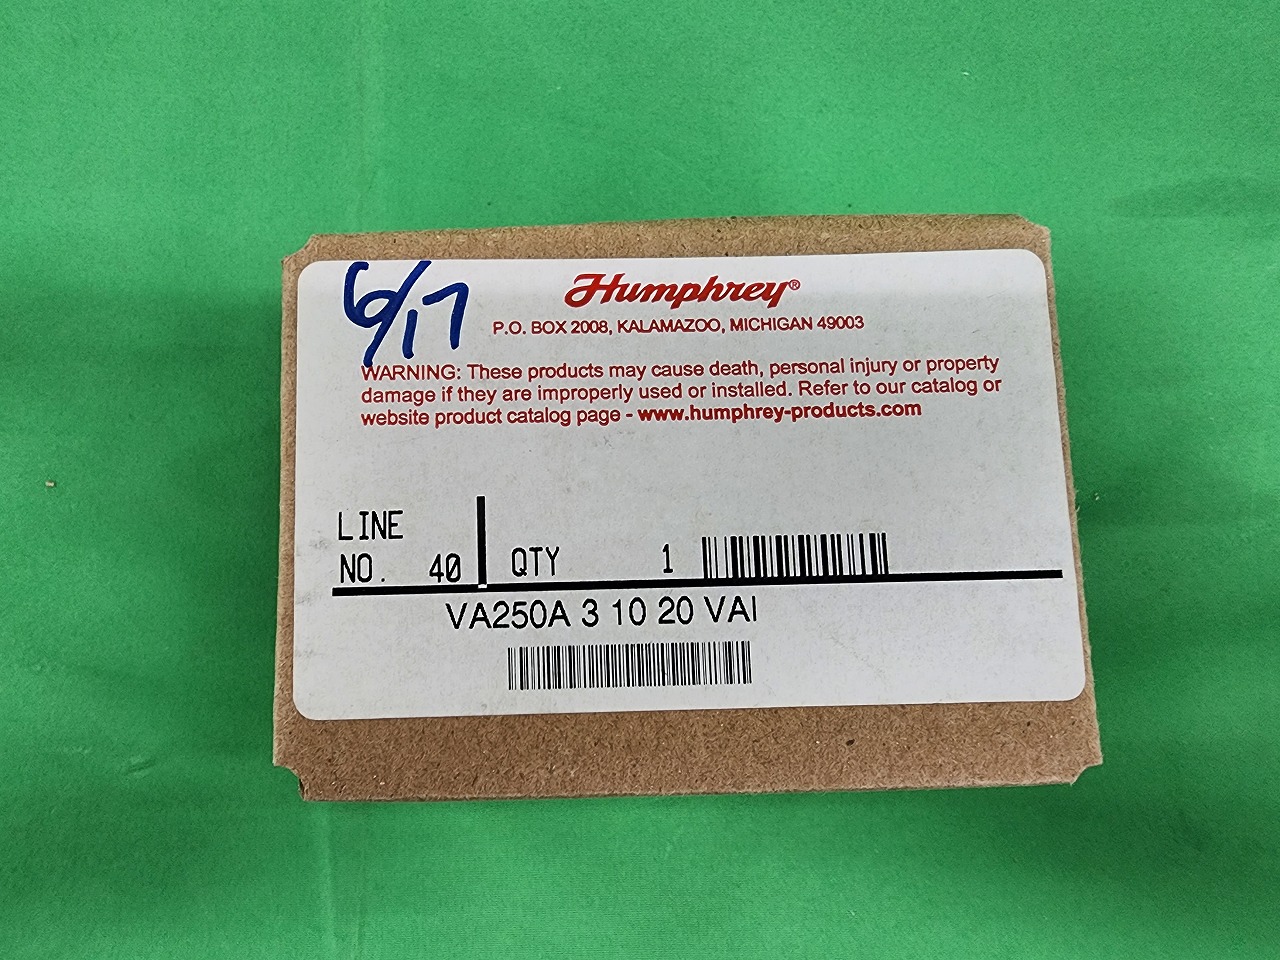 6/17
Humphrey®
P.O. BOX 2008, KALAMAZOO, MICHIGAN 49003
WARNING: These products may cause death, personal injury or property
damage if they are improperly used or installed. Refer to our catalog or
website product catalog page - www.humphrey-products.com
LINE
NO. 40 QTY 1
VA250A 3 10 20 VAI